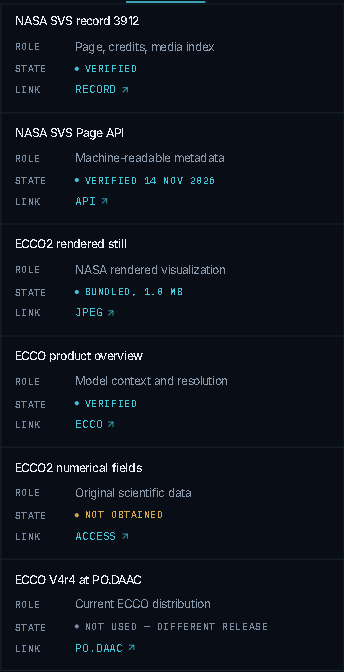 NASA SVS record 3912
ROLE Page, credits, media index
STATE VERIFIED
LINK RECORD ↗
NASA SVS Page API
ROLE Machine-readable metadata
STATE VERIFIED 14 NOV 2026
LINK API ↗
ECCO2 rendered still
ROLE NASA rendered visualization
STATE BUNDLED, 1.0 MB
LINK JPEG ↗
ECCO product overview
ROLE Model context and resolution
STATE VERIFIED
LINK ECCO ↗
ECCO2 numerical fields
ROLE Original scientific data
STATE NOT OBTAINED
LINK ACCESS ↗
ECCO V4r4 at PO.DAAC
ROLE Current ECCO distribution
STATE NOT USED — DIFFERENT RELEASE
LINK PO.DAAC ↗